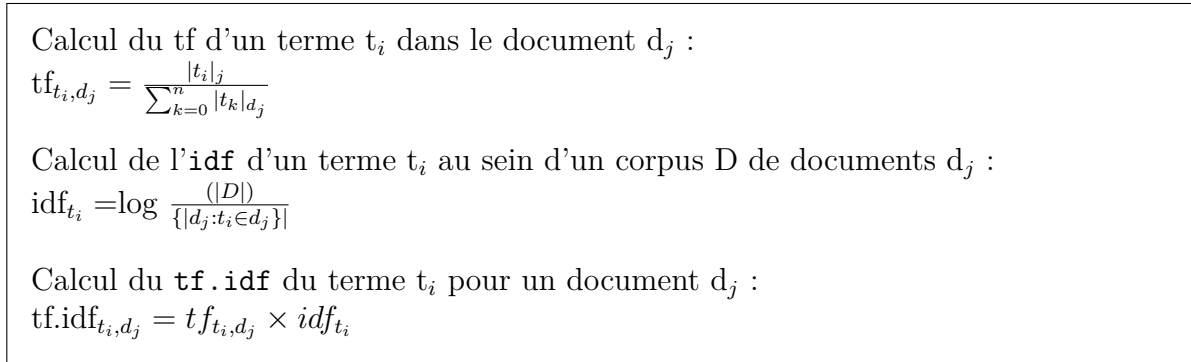 Calcul du tf d'un terme t_i dans le document d_j :
tf_{t_i,d_j} = \frac{|t_i|_j}{\sum_{k=0}^{n} |t_k|_{d_j}}
Calcul de l'idf d'un terme t_i au sein d'un corpus D de documents d_j :
idf_{t_i} =log \frac{(|D|)}{\{|d_j:t_i∈d_j\}|}
Calcul du tf.idf du terme t_i pour un document d_j :
tf.idf_{t_i,d_j} = tf_{t_i,d_j} × idf_{t_i}